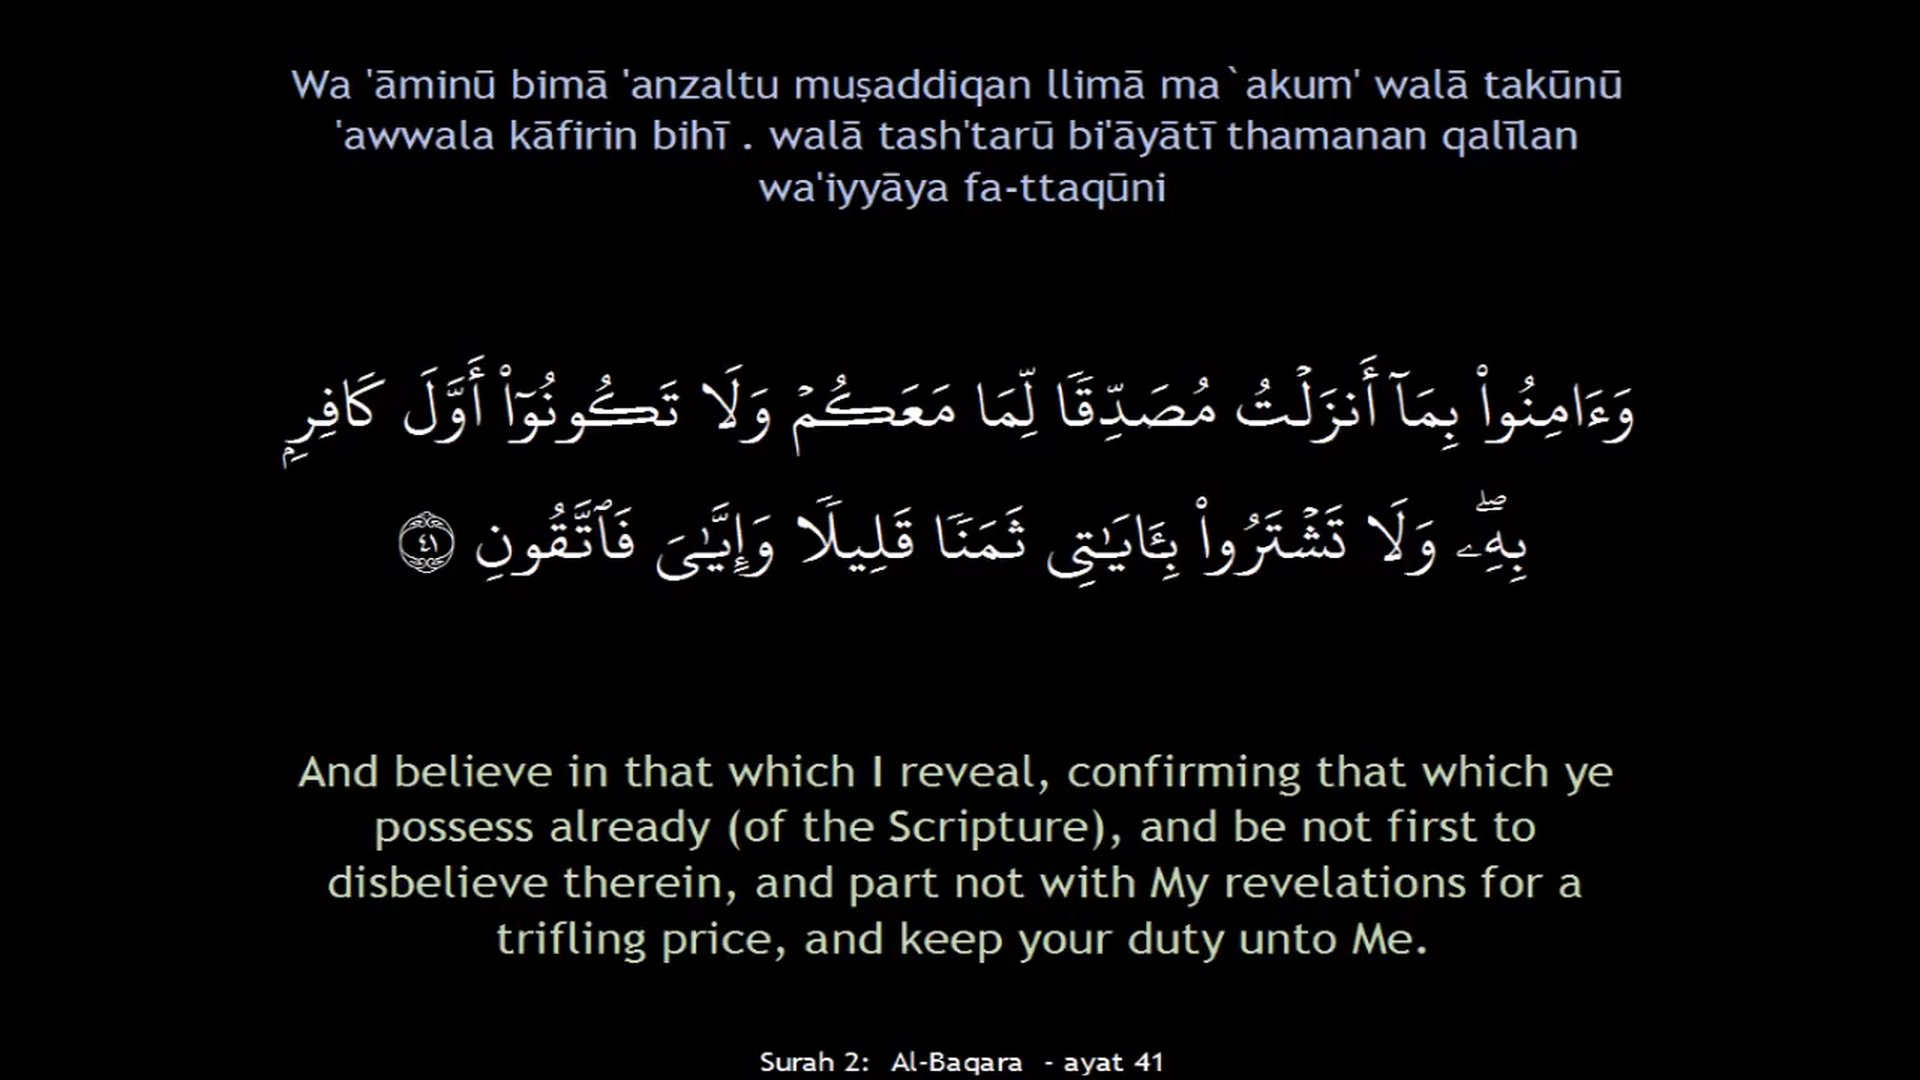 Wa 'āminū bimā 'anzaltu muṣaddiqan llimā ma`akum' walā takūnū
'awwala kāfirin bihī . walā tash'tarū bi'āyātī thamanan qalīlan
wa'iyyāya fa-ttaqūni
وَءَامِنُوا۟ بِمَآ أَنزَلْتُ مُصَدِّقًا لِّمَا مَعَكُمْ وَلَا تَكُونُوٓا۟ أَوَّلَ كَافِرٍۭ
بِهِۦ ۖ وَلَا تَشْتَرُوا۟ بِـَٔايَـٰتِى ثَمَنًا قَلِيلًا وَإِيَّـٰىَ فَٱتَّقُونِ ٤١
And believe in that which I reveal, confirming that which ye
possess already (of the Scripture), and be not first to
disbelieve therein, and part not with My revelations for a
trifling price, and keep your duty unto Me.
Surah 2: Al-Baqara - ayat 41